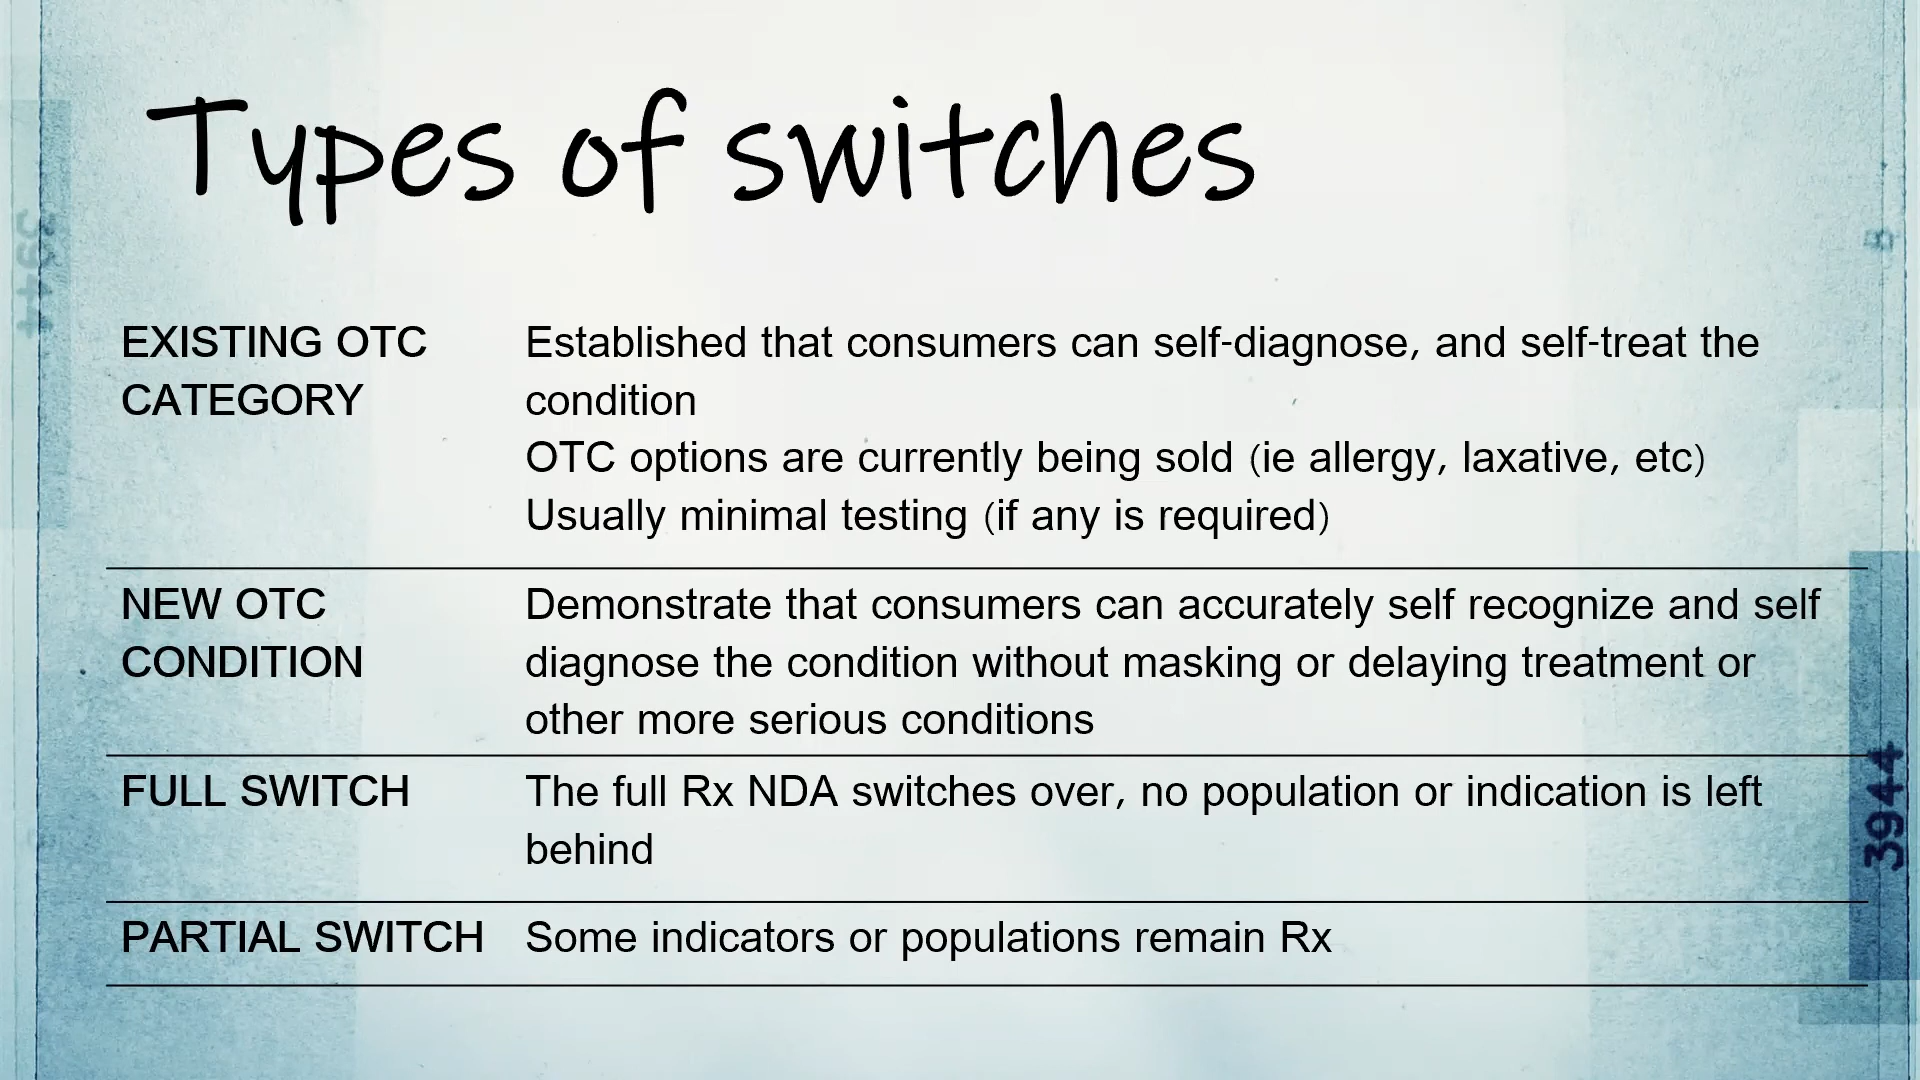 Types of switches
EXISTING OTC
CATEGORY
Established that consumers can self-diagnose, and self-treat the
condition
OTC options are currently being sold (ie allergy, laxative, etc)
Usually minimal testing (if any is required)
NEW OTC
CONDITION
Demonstrate that consumers can accurately self recognize and self
diagnose the condition without masking or delaying treatment or
other more serious conditions
FULL SWITCH
The full Rx NDA switches over, no population or indication is left
behind
PARTIAL SWITCH
Some indicators or populations remain Rx
3944
3944